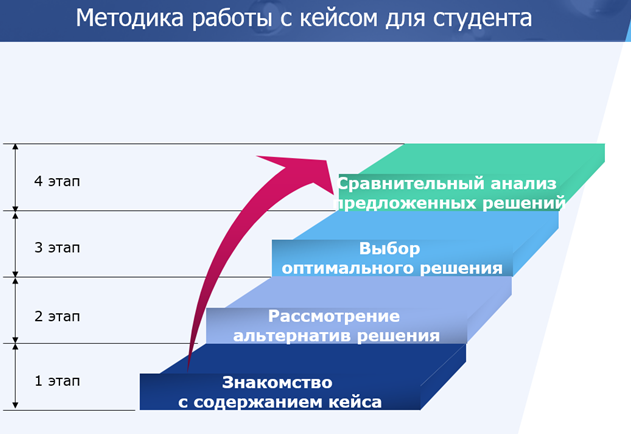 Методика работы с кейсом для студента
4 этап
Сравнительный анализ
предложенных решений
3 этап
Выбор
оптимального решения
2 этап
Рассмотрение
альтернатив решения
1 этап
Знакомство
с содержанием кейса